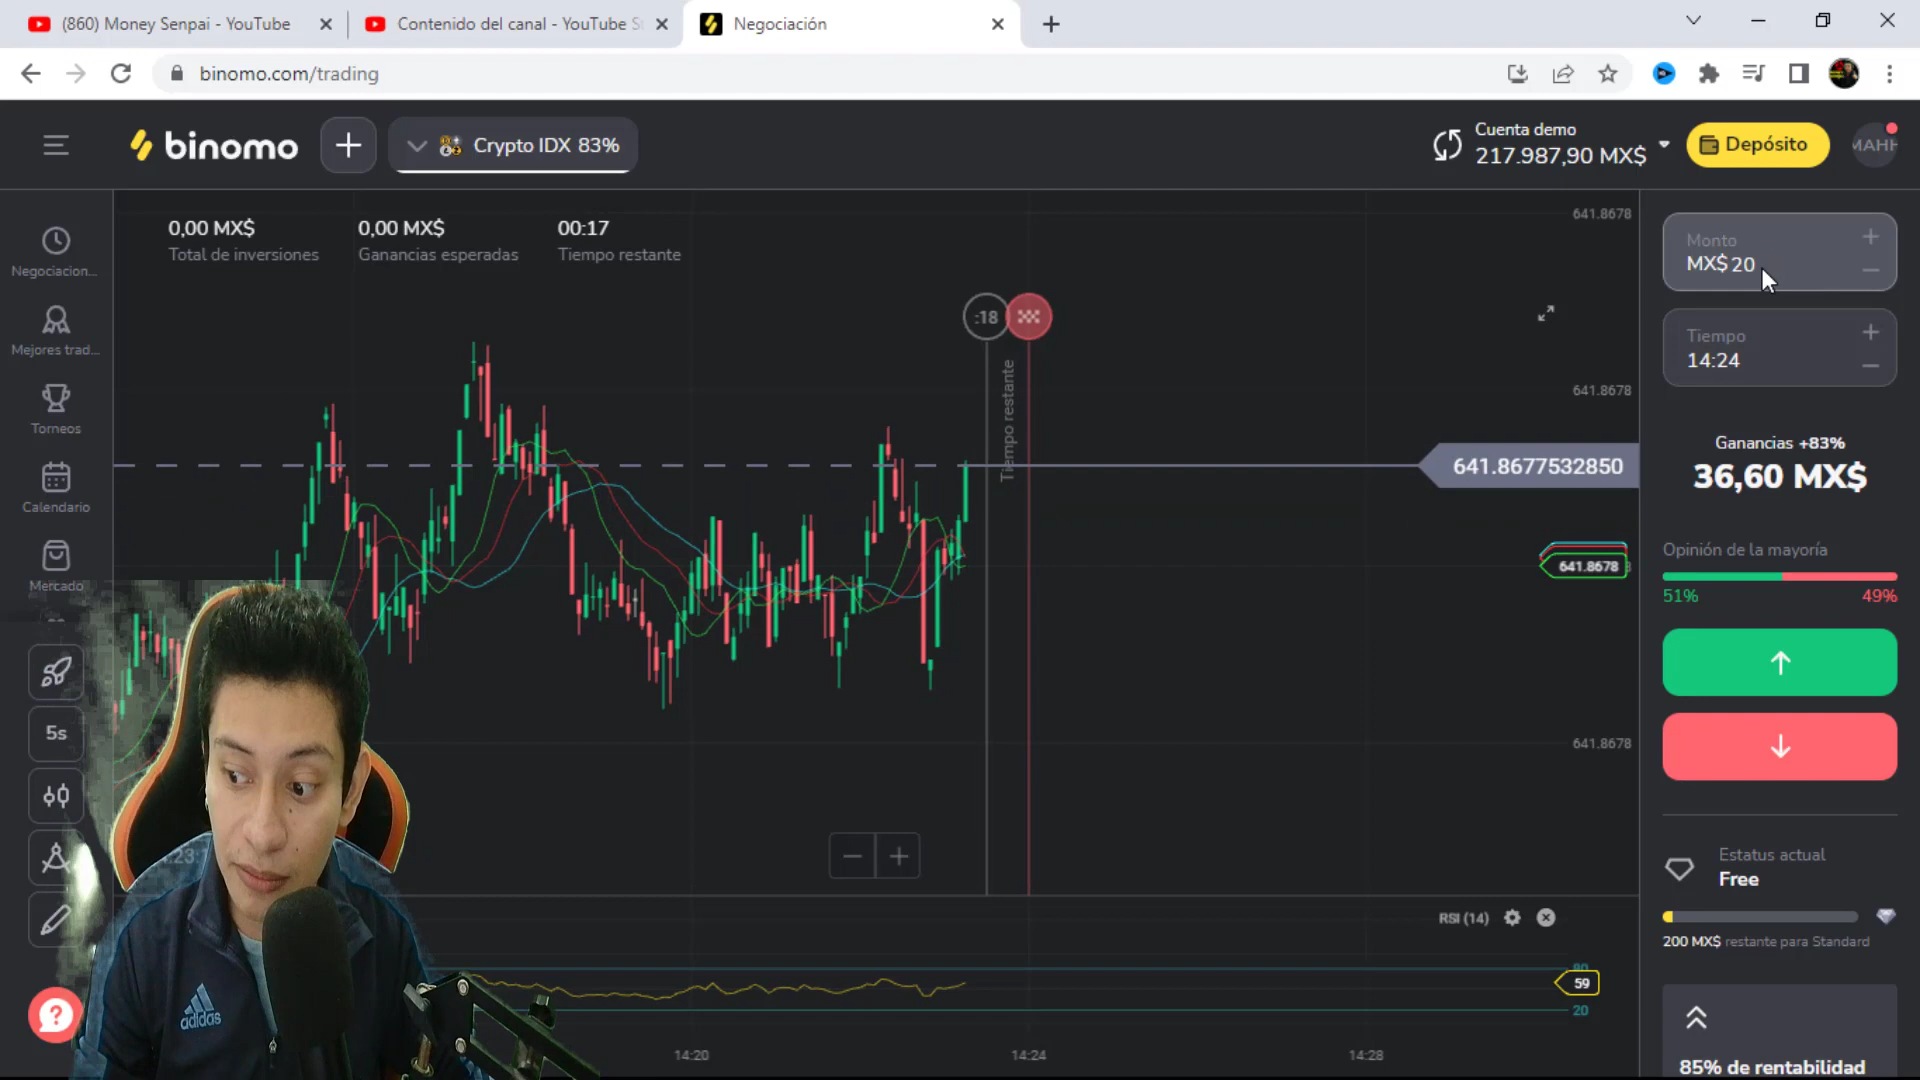 (860) Money Senpai - YouTube
Contenido del canal - YouTube S
Negociación
binomo.com/trading
binomo
Crypto IDX 83%
Cuenta demo
217.987,90 MX$
Depósito
MAHH
0,00 MX$
Total de inversiones
0,00 MX$
Ganancias esperadas
00:17
Tiempo restante
641.8678
Monto
MX$ 20
Tiempo
14:24
Negociacion...
Mejores trad...
Torneos
Calendario
Mercado
5s
:18
Tiempo restante
641.8678
641.8677532850
641.8678
641.8678
Ganancias +83%
36,60 MX$
Opinión de la mayoría
51%
49%
Estatus actual
Free
200 MX$ restante para Standard
85% de rentabilidad
RSI (14)
80
59
20
14:20
14:24
14:28
adidas
?